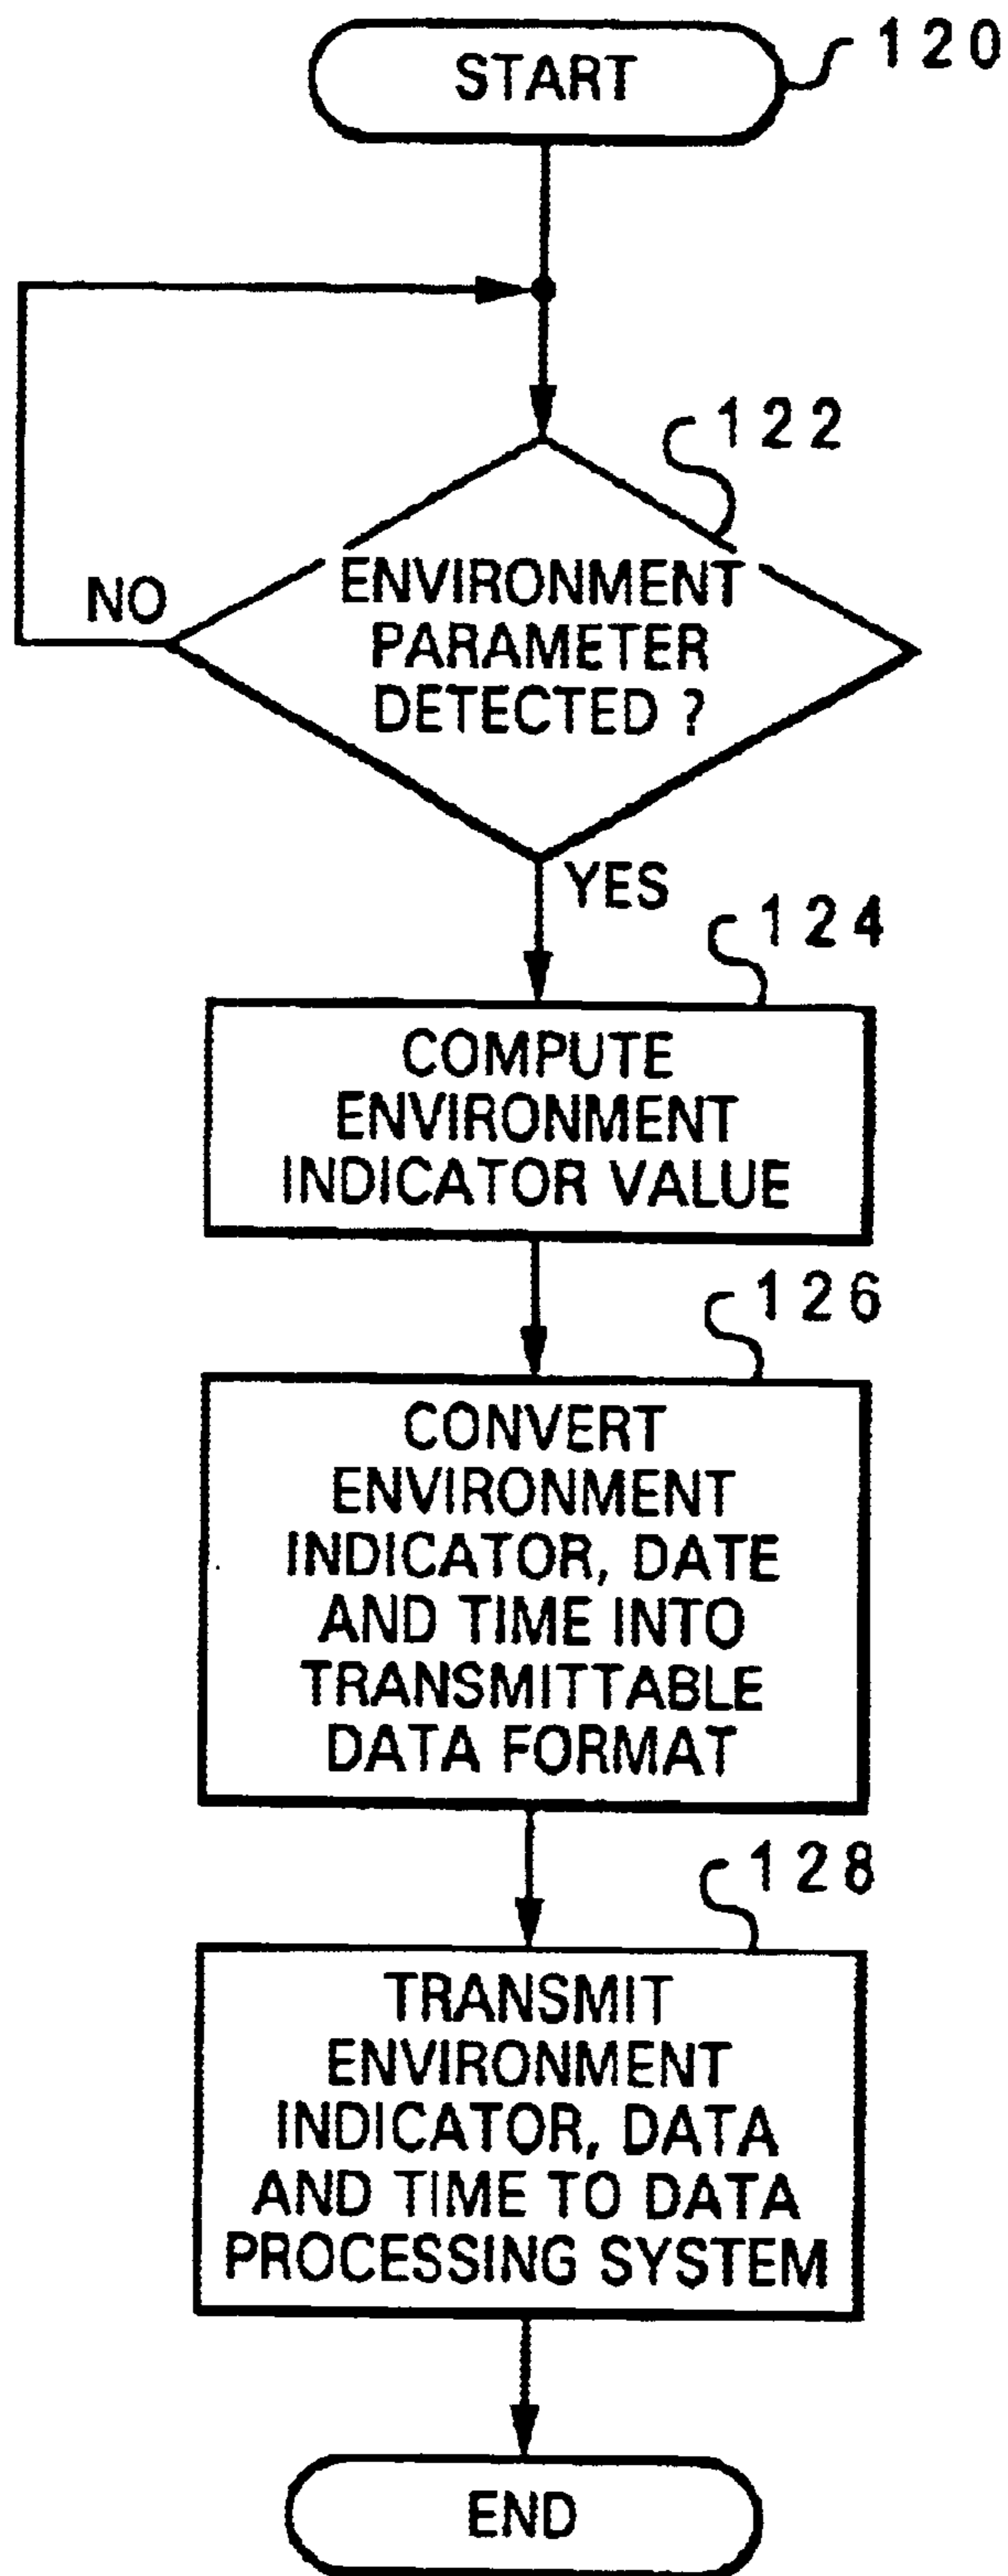 START
120
122
ENVIRONMENT
PARAMETER
DETECTED ?
NO
YES
124
COMPUTE
ENVIRONMENT
INDICATOR VALUE
126
CONVERT
ENVIRONMENT
INDICATOR, DATE
AND TIME INTO
TRANSMITTABLE
DATA FORMAT
128
TRANSMIT
ENVIRONMENT
INDICATOR, DATA
AND TIME TO DATA
PROCESSING SYSTEM
END